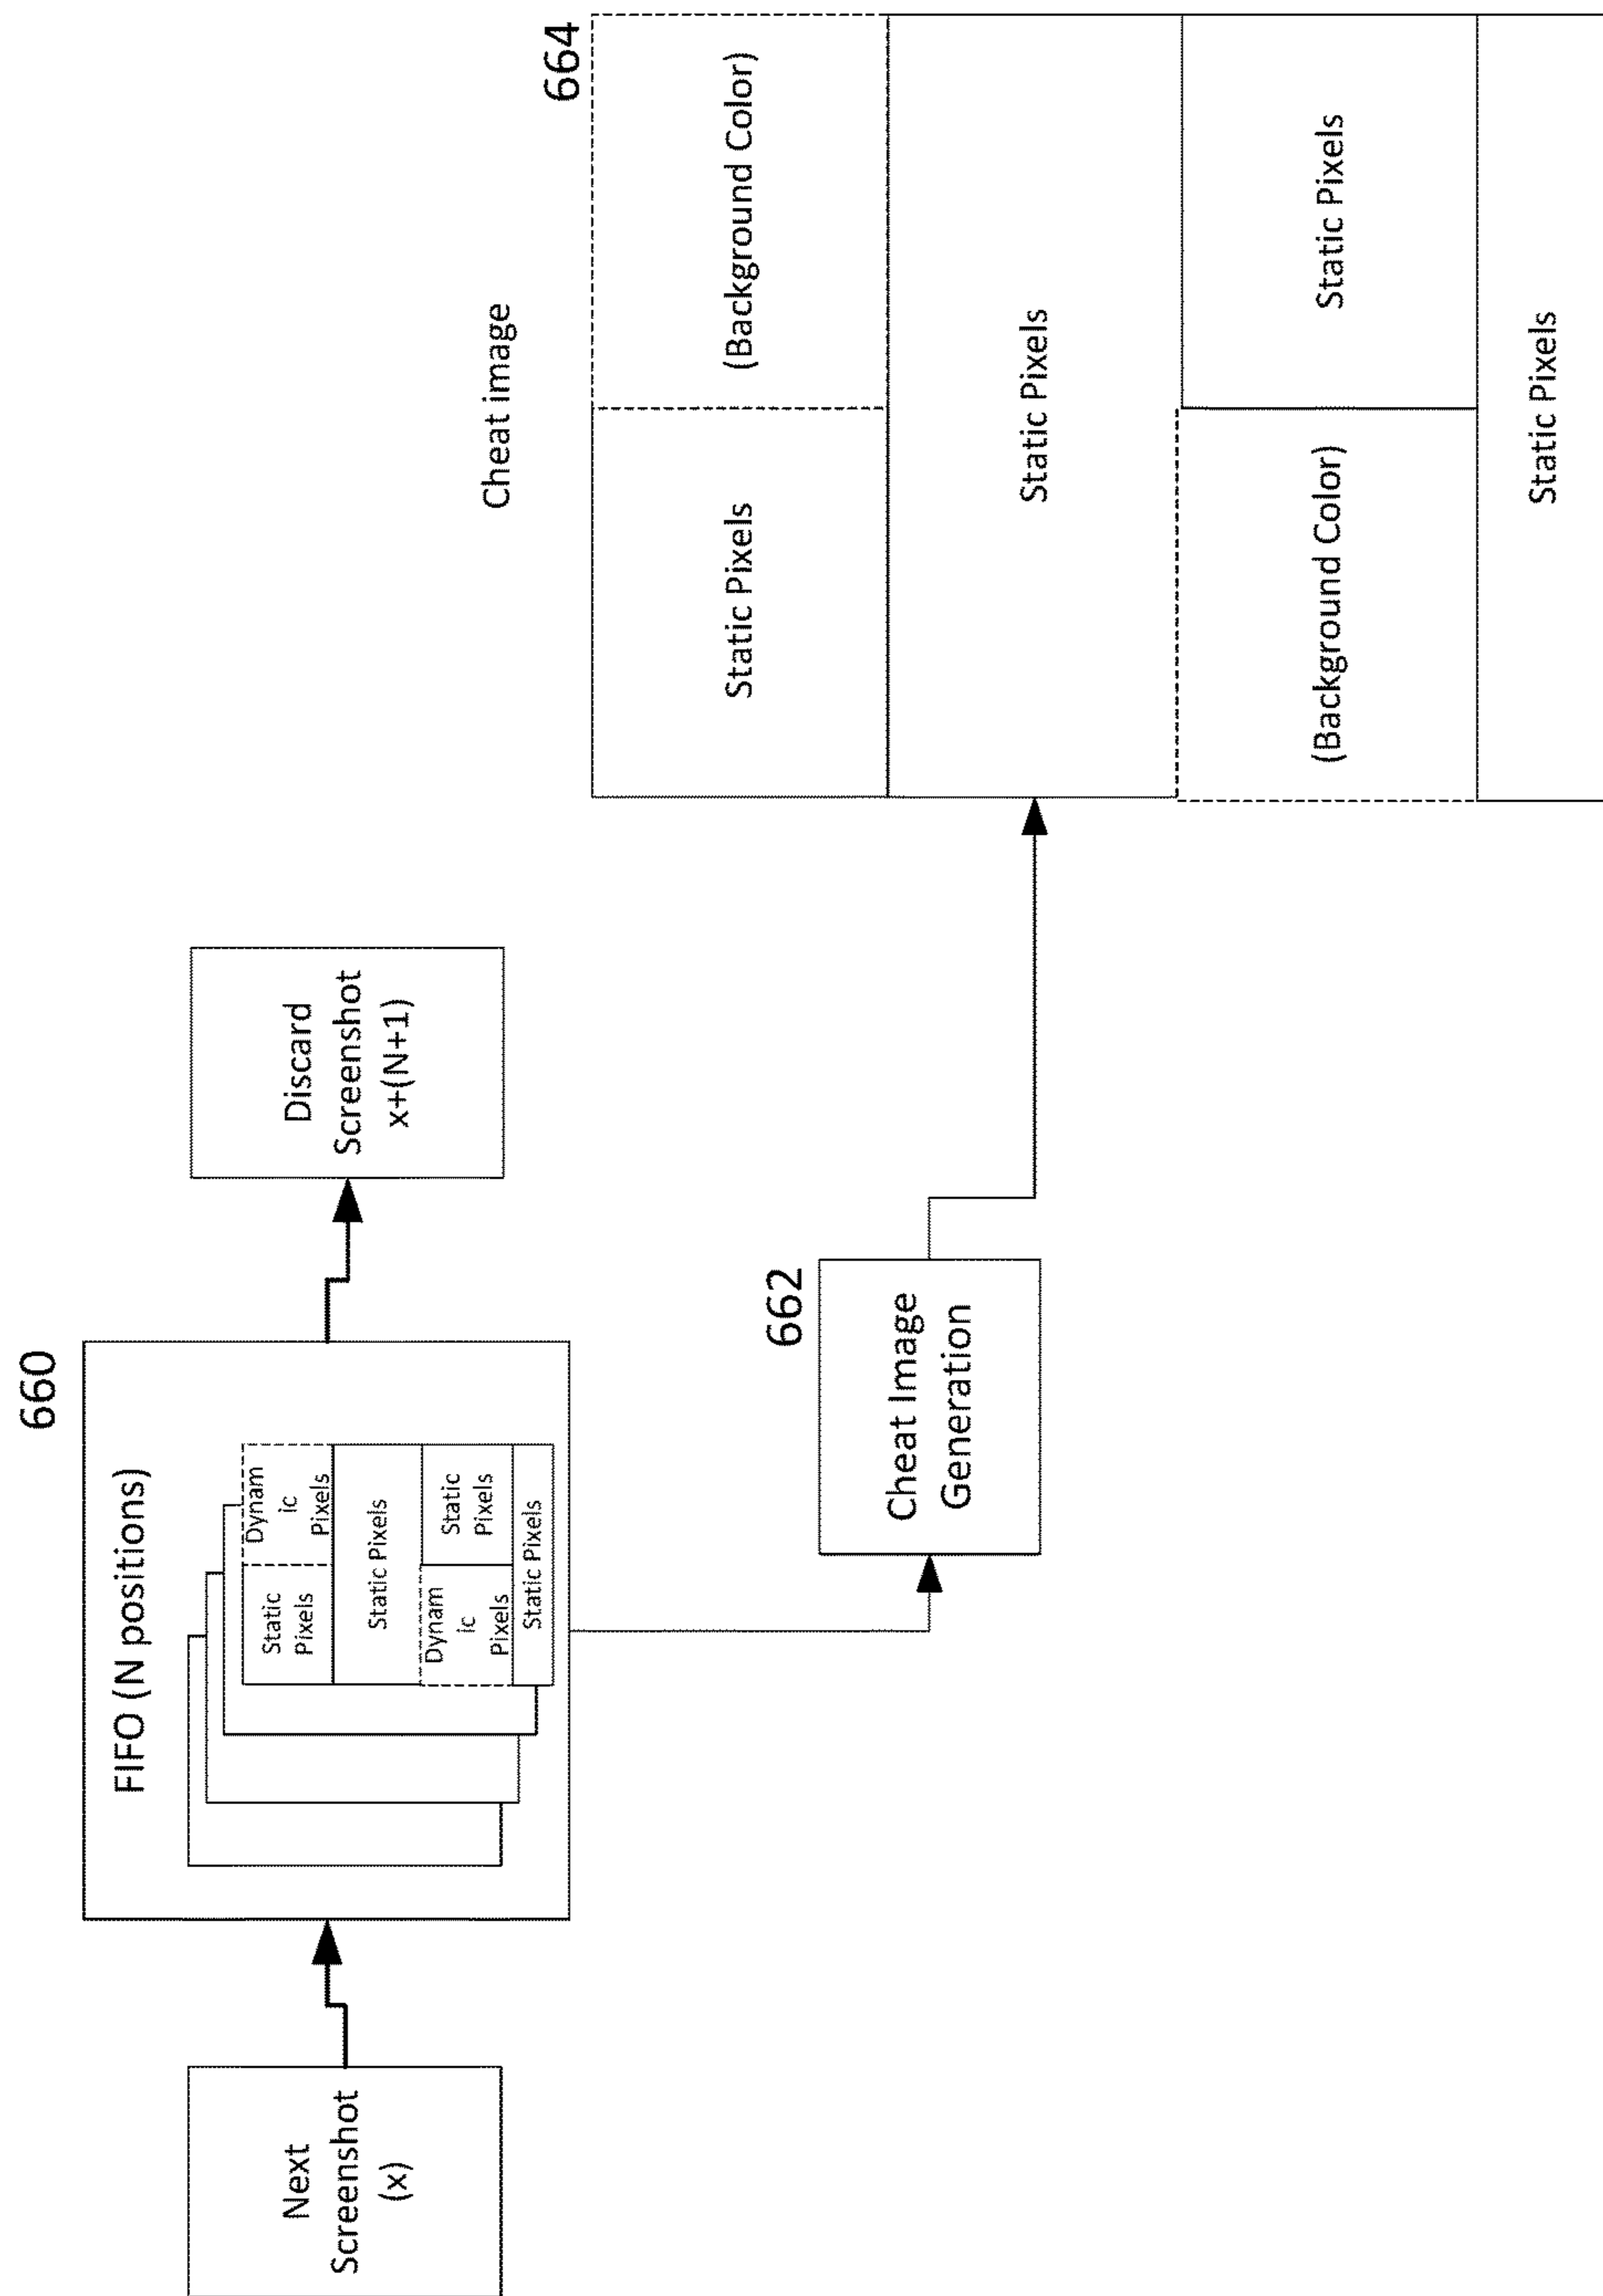 660
FIFO (N positions)
Next
Screenshot
(x)
Static
Pixels
Dynam
ic
Pixels
Static Pixels
Dynam
ic
Pixels
Static
Pixels
Static Pixels
Discard
Screenshot
x+(N+1)
662
Cheat Image
Generation
Cheat image
664
Static Pixels
(Background Color)
Static Pixels
(Background Color)
Static Pixels
Static Pixels